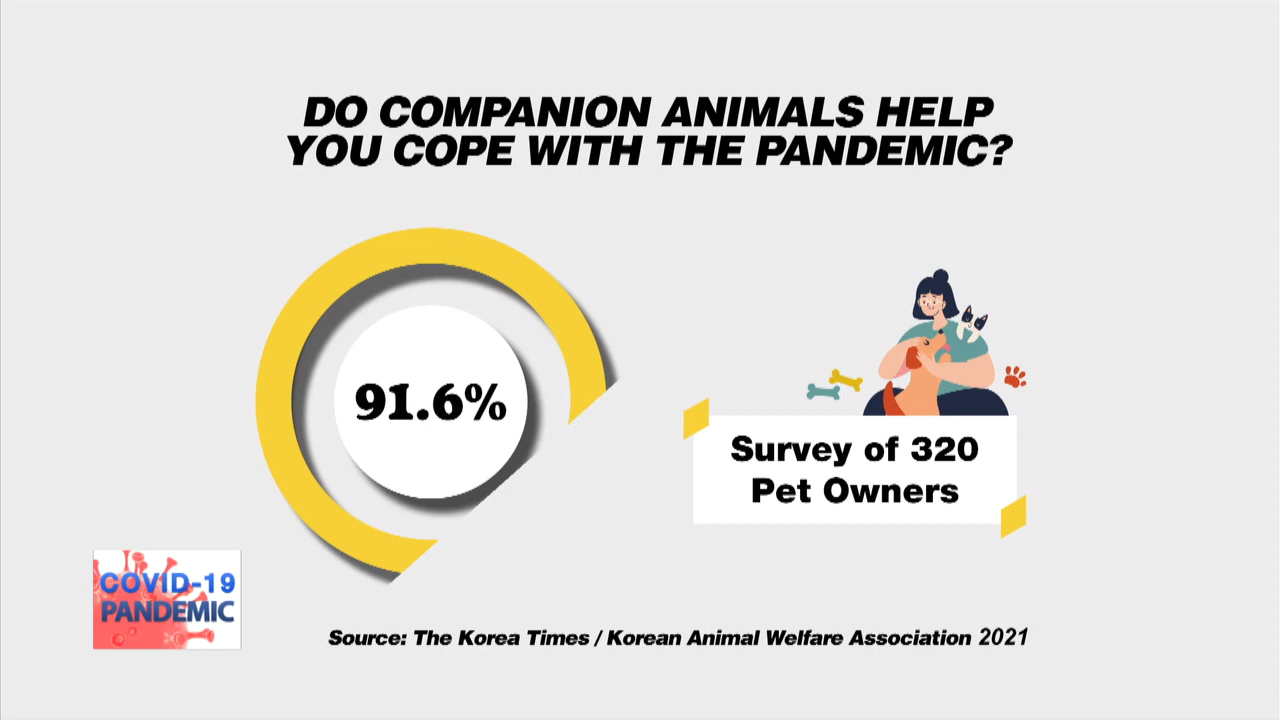 DO COMPANION ANIMALS HELP
YOU COPE WITH THE PANDEMIC?
91.6%
Survey of 320
Pet Owners
COVID-19
PANDEMIC
Source: The Korea Times / Korean Animal Welfare Association 2021